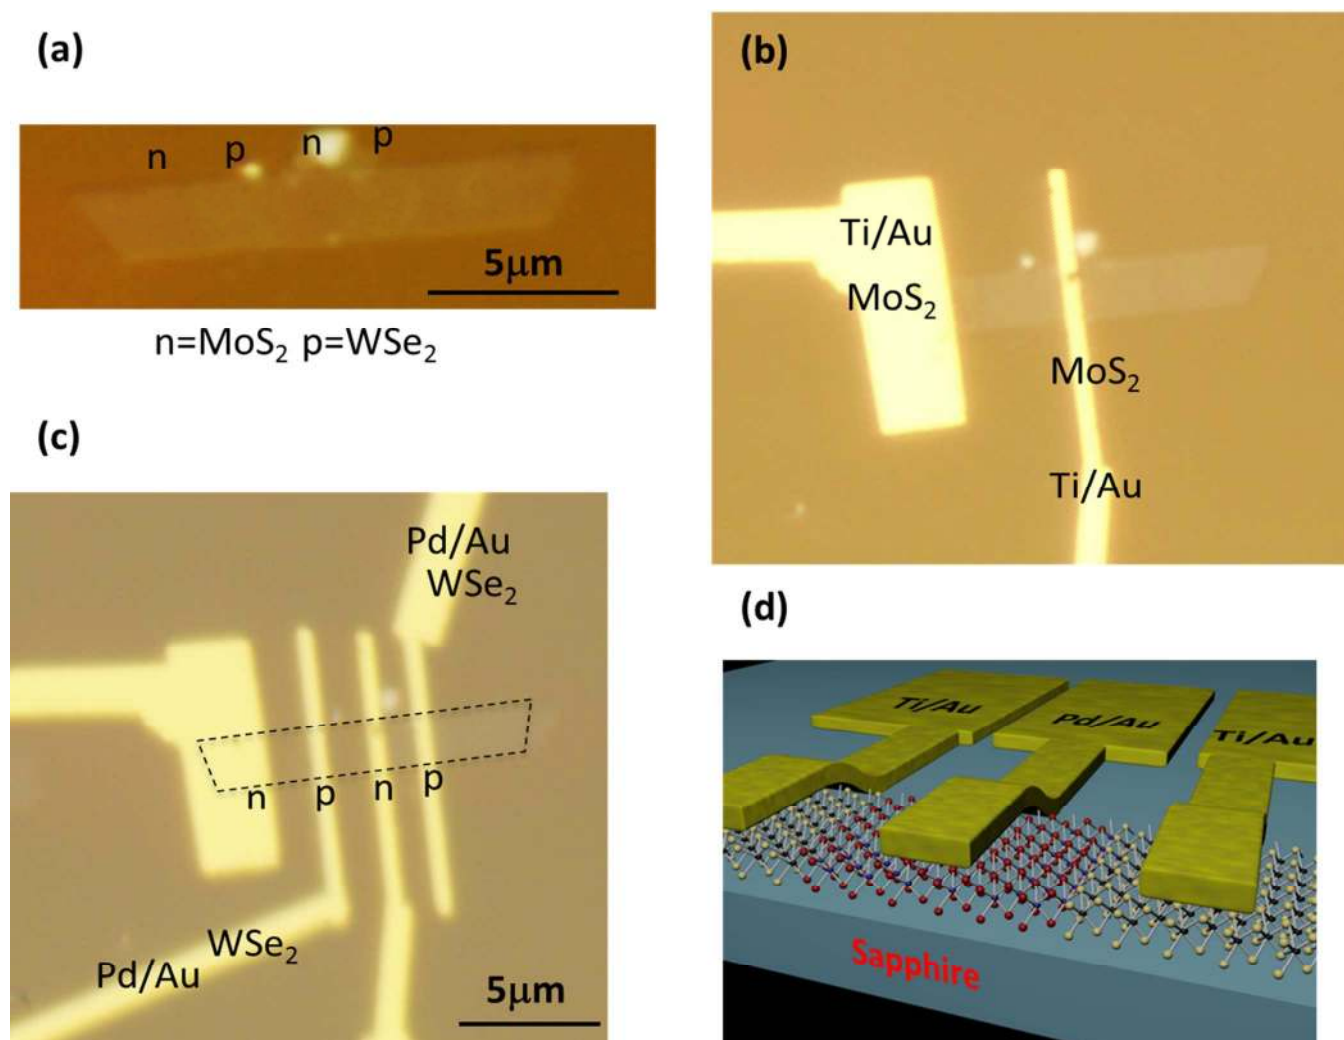 (a)
n p n p
5μm
n=MoS₂ p=WSe₂
(b)
Ti/Au
MoS₂
MoS₂
Ti/Au
(c)
Pd/Au
WSe₂
n p n p
WSe₂
Pd/Au
5μm
(d)
Ti/Au
Pd/Au
Ti/Au
Sapphire